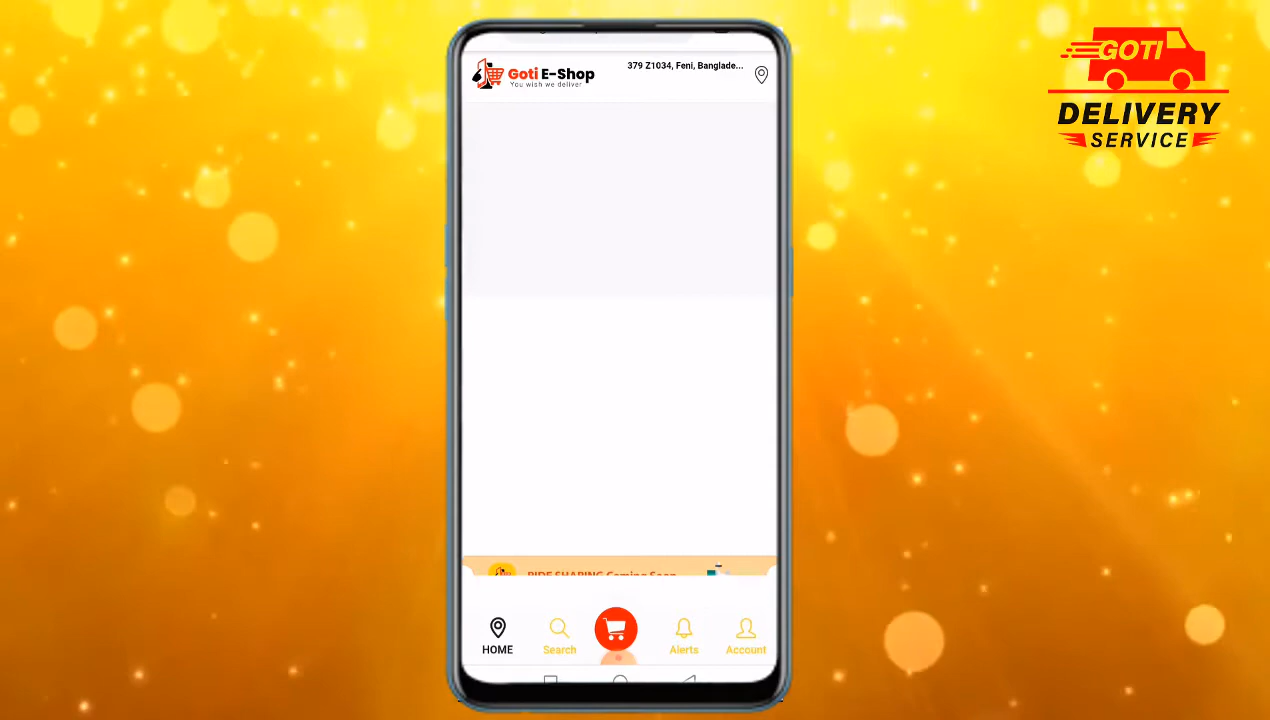 Goti E-Shop
You wish we deliver
379 Z1034, Feni, Banglade...
GOTI
DELIVERY
SERVICE
RIDE SHARING Coming Soon
HOME
Search
Alerts
Account